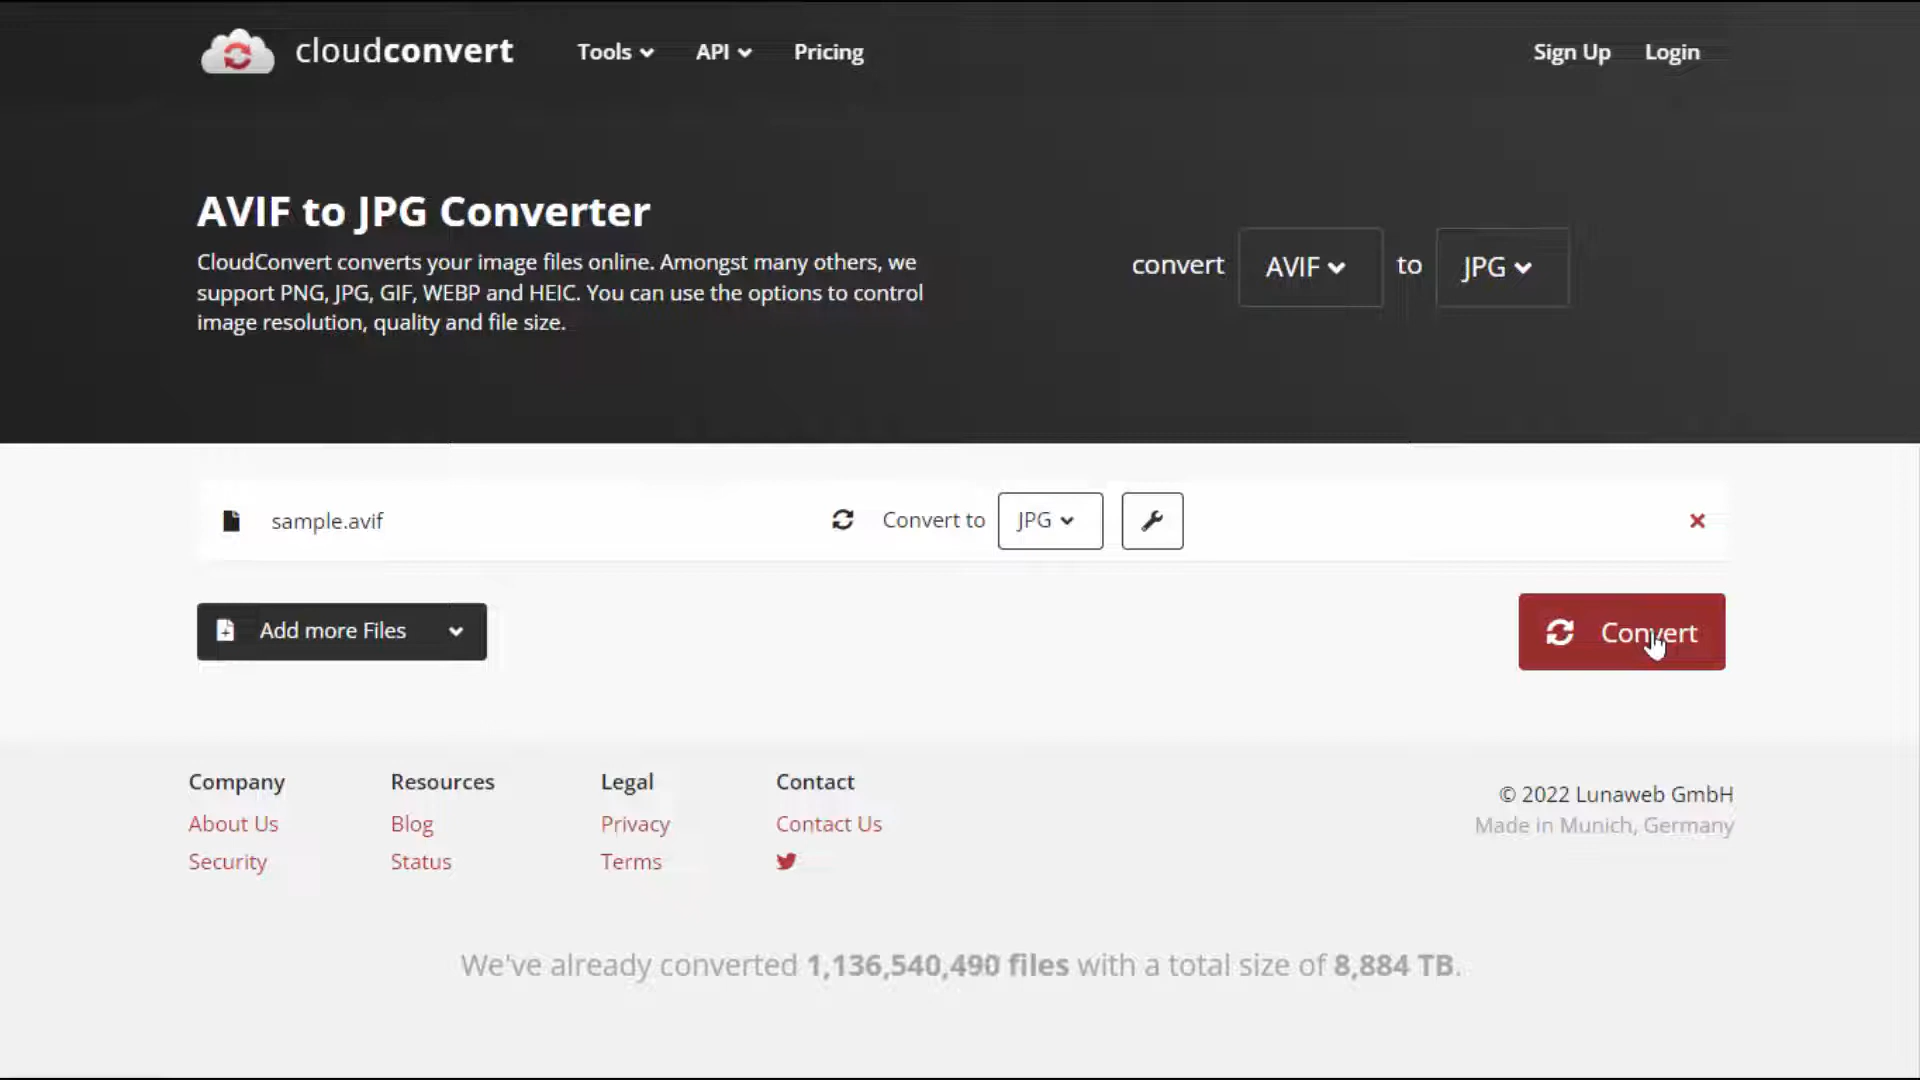 cloudconvert
Tools
API
Pricing
Sign Up
Login
AVIF to JPG Converter
CloudConvert converts your image files online. Amongst many others, we
support PNG, JPG, GIF, WEBP and HEIC. You can use the options to control
image resolution, quality and file size.
convert AVIF to JPG
sample.avif
Convert to JPG
Add more Files
Convert
Company
About Us
Security
Resources
Blog
Status
Legal
Privacy
Terms
Contact
Contact Us
© 2022 Lunaweb GmbH
Made in Munich, Germany
We've already converted 1,136,540,490 files with a total size of 8,884 TB.